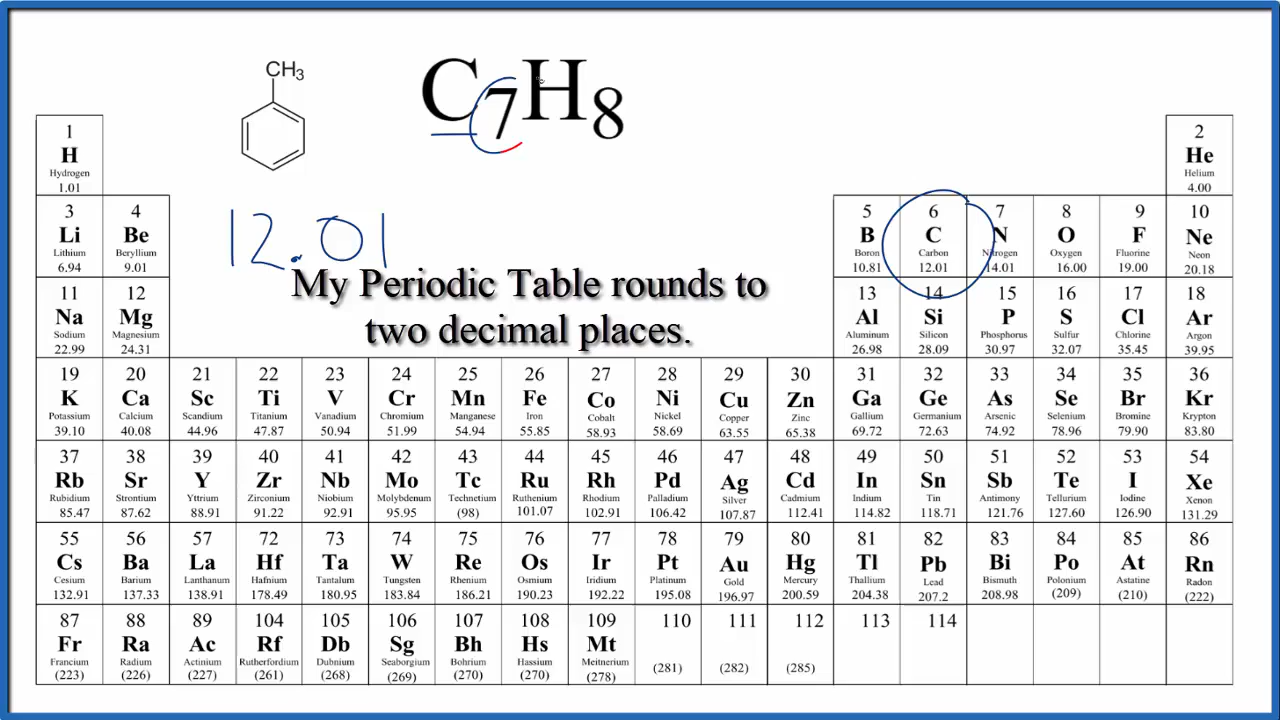 CH3
C7H8
12.01
My Periodic Table rounds to
two decimal places.
1 2
H He
Hydrogen Helium
1.01 4.00
3 4 5 6 7 8 9 10
Li Be B C N O F Ne
Lithium Beryllium Boron Carbon Nitrogen Oxygen Fluorine Neon
6.94 9.01 10.81 12.01 14.01 16.00 19.00 20.18
11 12 13 14 15 16 17 18
Na Mg Al Si P S Cl Ar
Sodium Magnesium Aluminum Silicon Phosphorus Sulfur Chlorine Argon
22.99 24.31 26.98 28.09 30.97 32.07 35.45 39.95
19 20 21 22 23 24 25 26 27 28 29 30 31 32 33 34 35 36
K Ca Sc Ti V Cr Mn Fe Co Ni Cu Zn Ga Ge As Se Br Kr
Potassium Calcium Scandium Titanium Vanadium Chromium Manganese Iron Cobalt Nickel Copper Zinc Gallium Germanium Arsenic Selenium Bromine Krypton
39.10 40.08 44.96 47.87 50.94 51.99 54.94 55.85 58.93 58.69 63.55 65.38 69.72 72.63 74.92 78.96 79.90 83.80
37 38 39 40 41 42 43 44 45 46 47 48 49 50 51 52 53 54
Rb Sr Y Zr Nb Mo Tc Ru Rh Pd Ag Cd In Sn Sb Te I Xe
Rubidium Strontium Yttrium Zirconium Niobium Molybdenum Technetium Ruthenium Rhodium Palladium Silver Cadmium Indium Tin Antimony Tellurium Iodine Xenon
85.47 87.62 88.91 91.22 92.91 95.95 (98) 101.07 102.91 106.42 107.87 112.41 114.82 118.71 121.76 127.60 126.90 131.29
55 56 57 72 73 74 75 76 77 78 79 80 81 82 83 84 85 86
Cs Ba La Hf Ta W Re Os Ir Pt Au Hg Tl Pb Bi Po At Rn
Cesium Barium Lanthanum Hafnium Tantalum Tungsten Rhenium Osmium Iridium Platinum Gold Mercury Thallium Lead Bismuth Polonium Astatine Radon
132.91 137.33 138.91 178.49 180.95 183.84 186.21 190.23 192.22 195.08 196.97 200.59 204.38 207.2 208.98 (209) (210) (222)
87 88 89 104 105 106 107 108 109 110 111 112 113 114
Fr Ra Ac Rf Db Sg Bh Hs Mt
Francium Radium Actinium Rutherfordium Dubnium Seaborgium Bohrium Hassium Meitnerium
(223) (226) (227) (261) (268) (269) (270) (270) (278) (281) (282) (285)